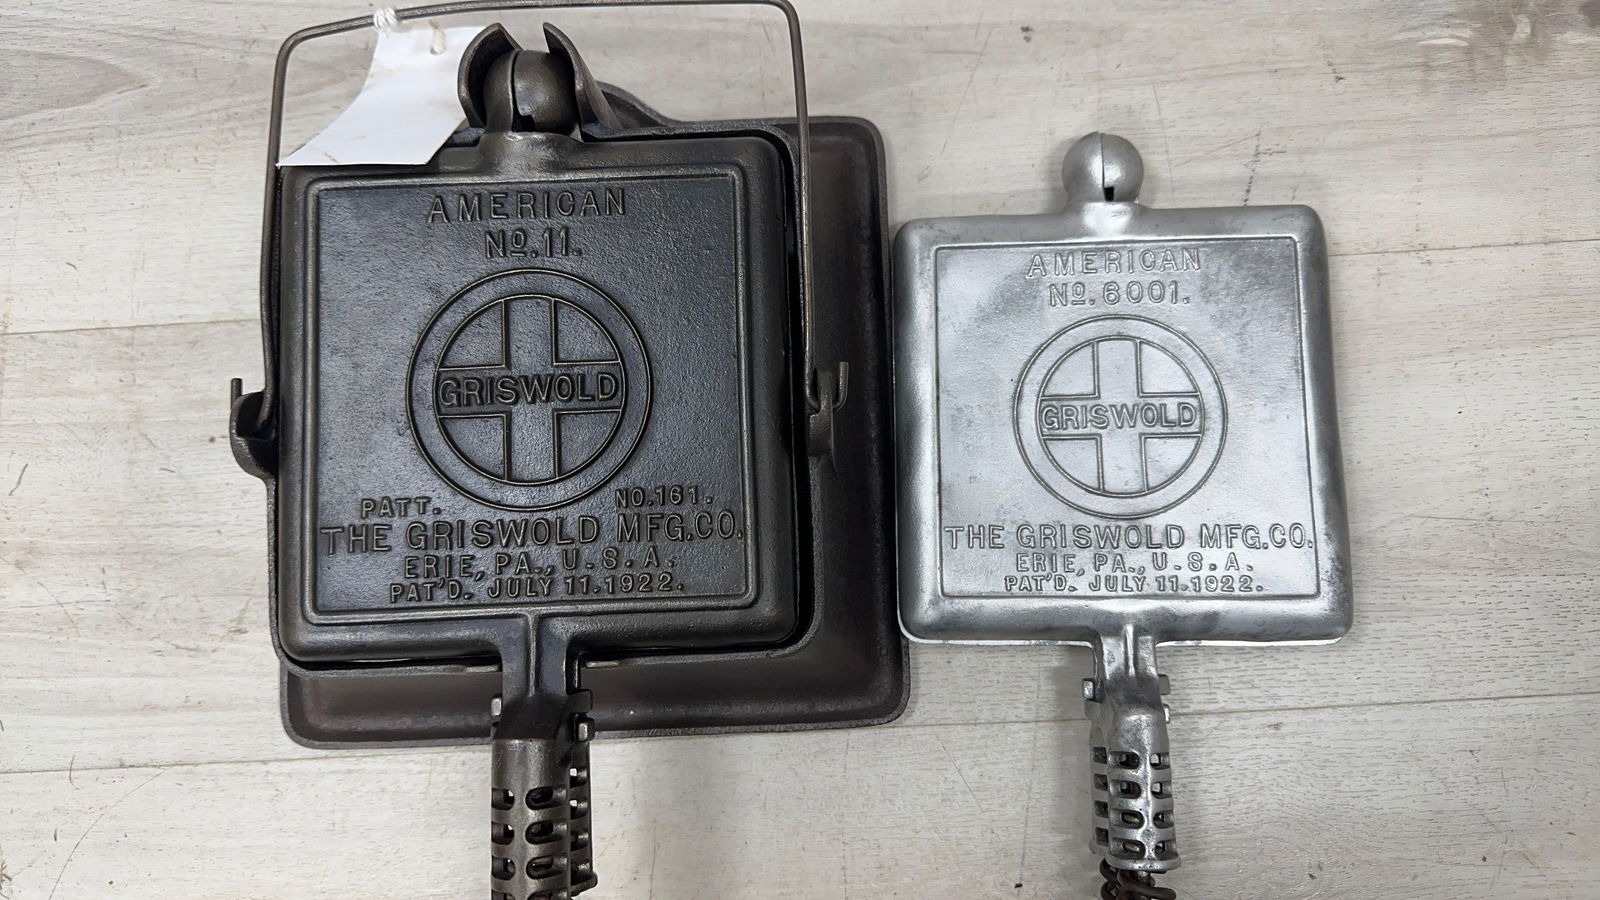 AMERICAN
Nº.11.
GRISWOLD
PATT. NO.161.
THE GRISWOLD MFG.CO.
ERIE, PA., U.S.A.
PAT'D. JULY 11.1922.
AMERICAN
Nº.6001.
GRISWOLD
THE GRISWOLD MFG.CO.
ERIE, PA., U.S.A.
PAT'D. JULY 11.1922.